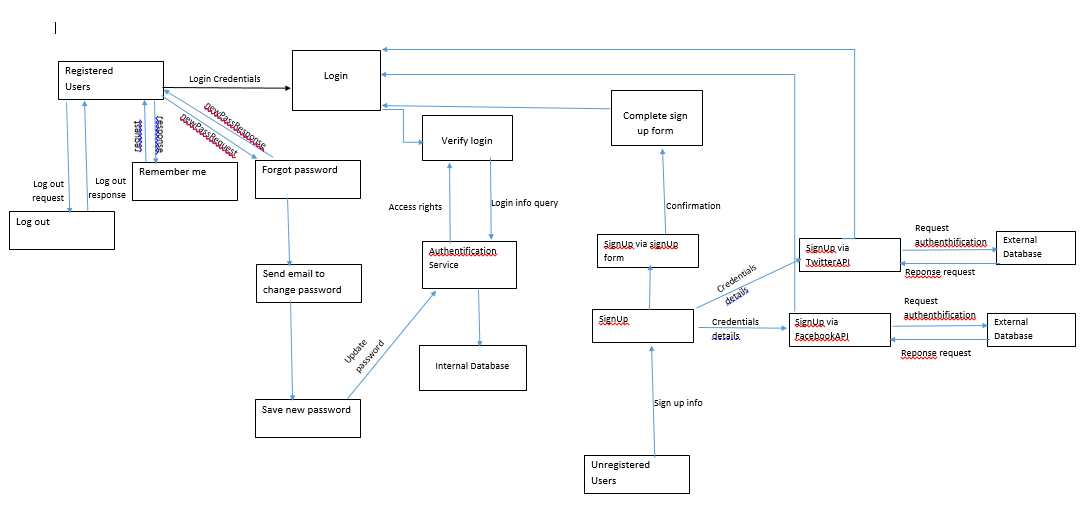 Registered
Users
Login Credentials
Login
newPassResponse
newPassRequest
request
response
Complete sign
up form
Verify login
Remember me
Forgot password
Log out
request
Log out
response
Log out
Access rights
Login info query
Confirmation
Authentification
Service
SignUp via signUp
form
SignUp via
TwitterAPI
Request
authenthification
Reponse request
External
Database
Send email to
change password
Credentials
details
SignUp
Credentials
details
SignUp via
FacebookAPI
Request
authenthification
Reponse request
External
Database
Update
password
Internal Database
Save new password
Sign up info
Unregistered
Users